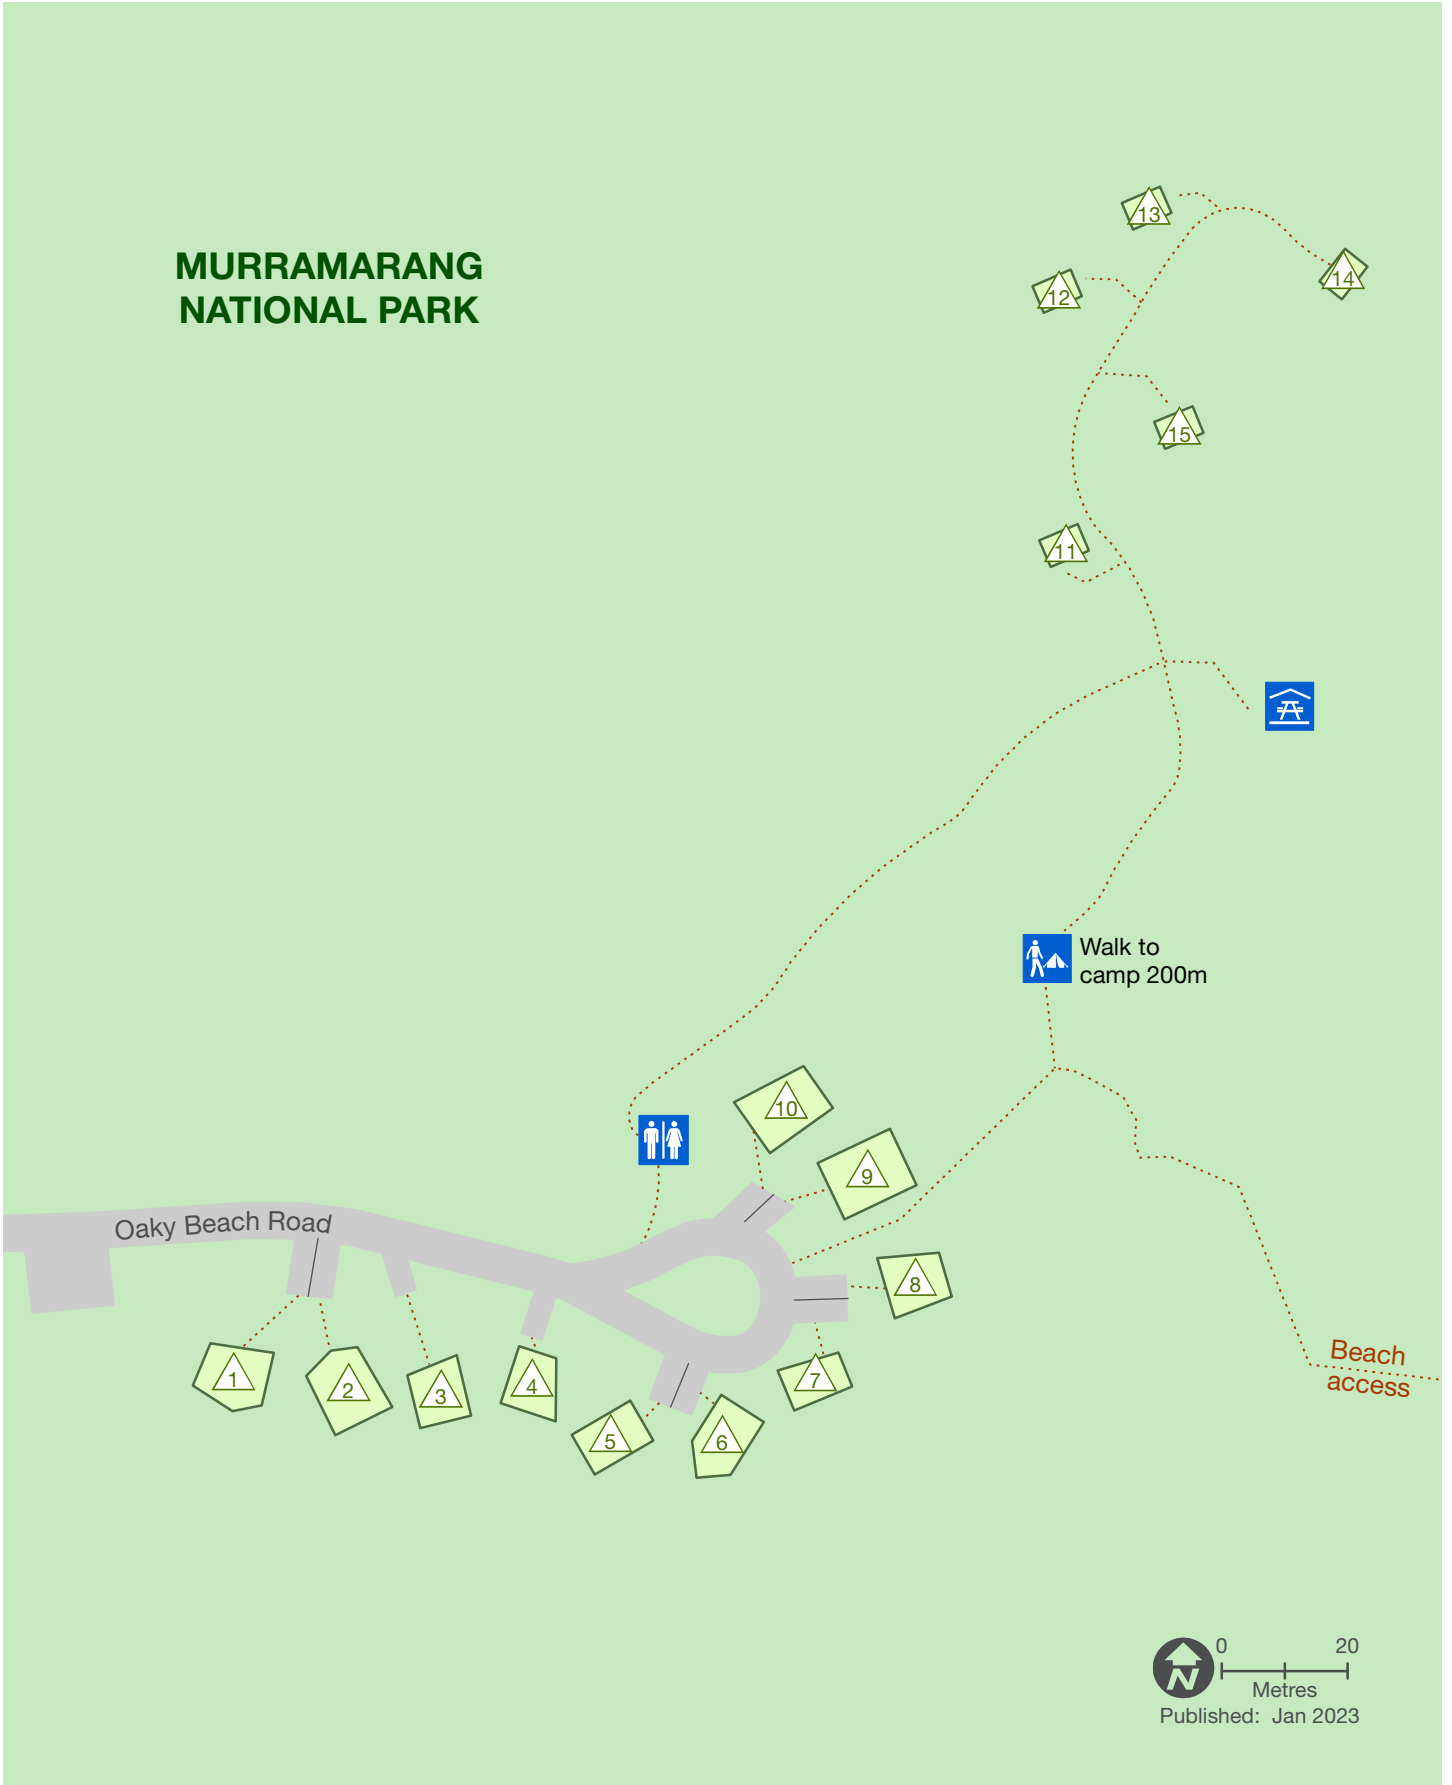 MURRAMARANG
NATIONAL PARK
13
14
12
15
11
Walk to
camp 200m
10
9
Oaky Beach Road
8
1
2
3
4
7
5
6
Beach
access
N
0 20
Metres
Published: Jan 2023